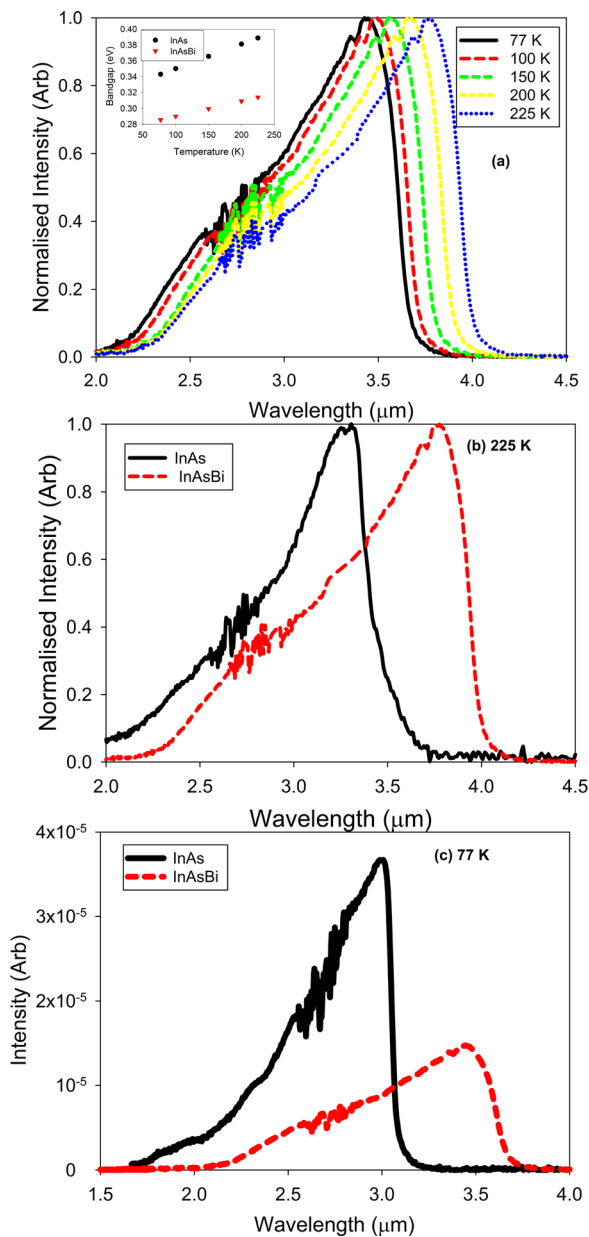 (a)
Normalised Intensity (Arb)
1.0
0.8
0.6
0.4
0.2
0.0
2.0 2.5 3.0 3.5 4.0 4.5
Wavelength (μm)
77 K
100 K
150 K
200 K
225 K
Bandgap (eV)
0.40
0.38
0.36
0.34
0.32
0.30
0.28
50 100 150 200 250
Temperature (K)
InAs
InAsBi
(b) 225 K
Normalised Intensity (Arb)
1.0
0.8
0.6
0.4
0.2
0.0
2.0 2.5 3.0 3.5 4.0 4.5
Wavelength (μm)
InAs
InAsBi
(c) 77 K
Intensity (Arb)
4x10-5
3x10-5
2x10-5
10-5
0
1.5 2.0 2.5 3.0 3.5 4.0
Wavelength (μm)
InAs
InAsBi